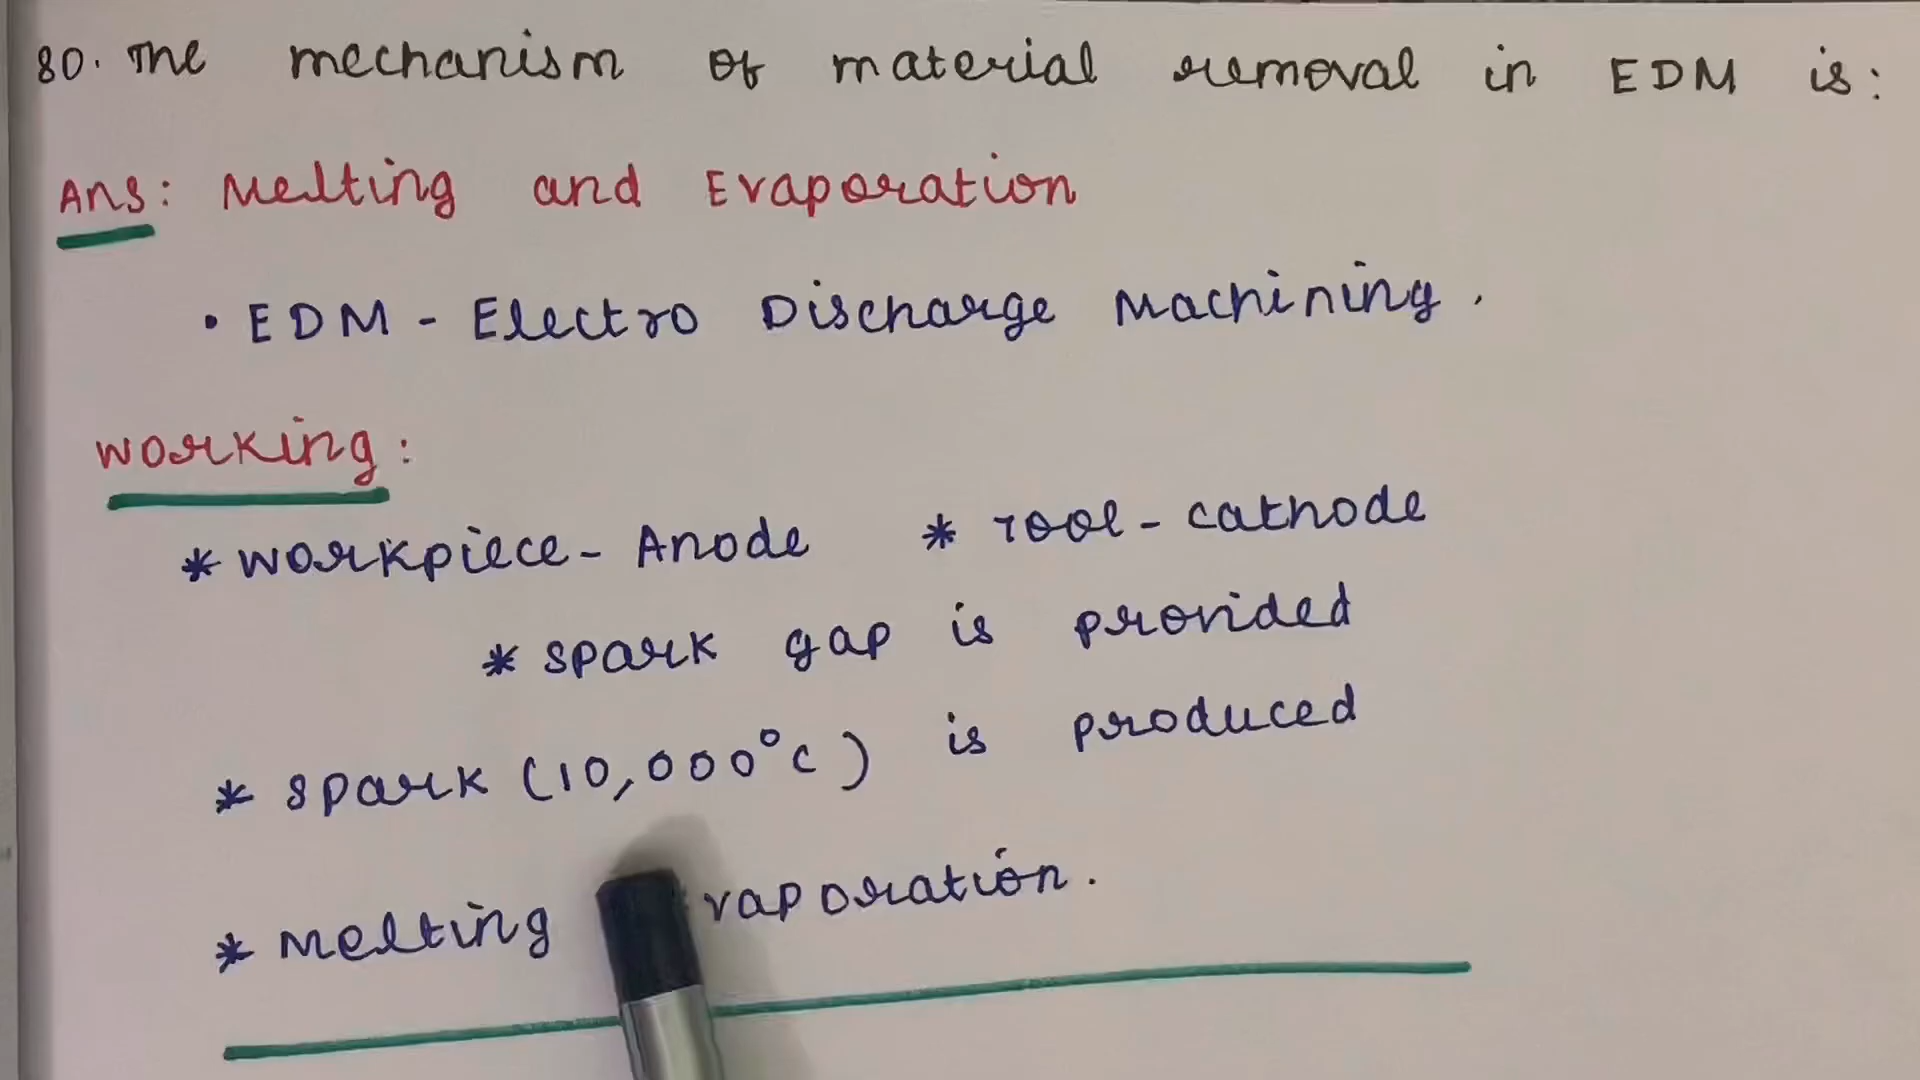 80. The mechanism of material removal in EDM is:
Ans: Melting and Evaporation
• EDM - Electro Discharge Machining.
Working:
* Workpiece - Anode * Tool - cathode
* Spark gap is provided
* Spark (10,000°C) is produced
* Melting vaporation.